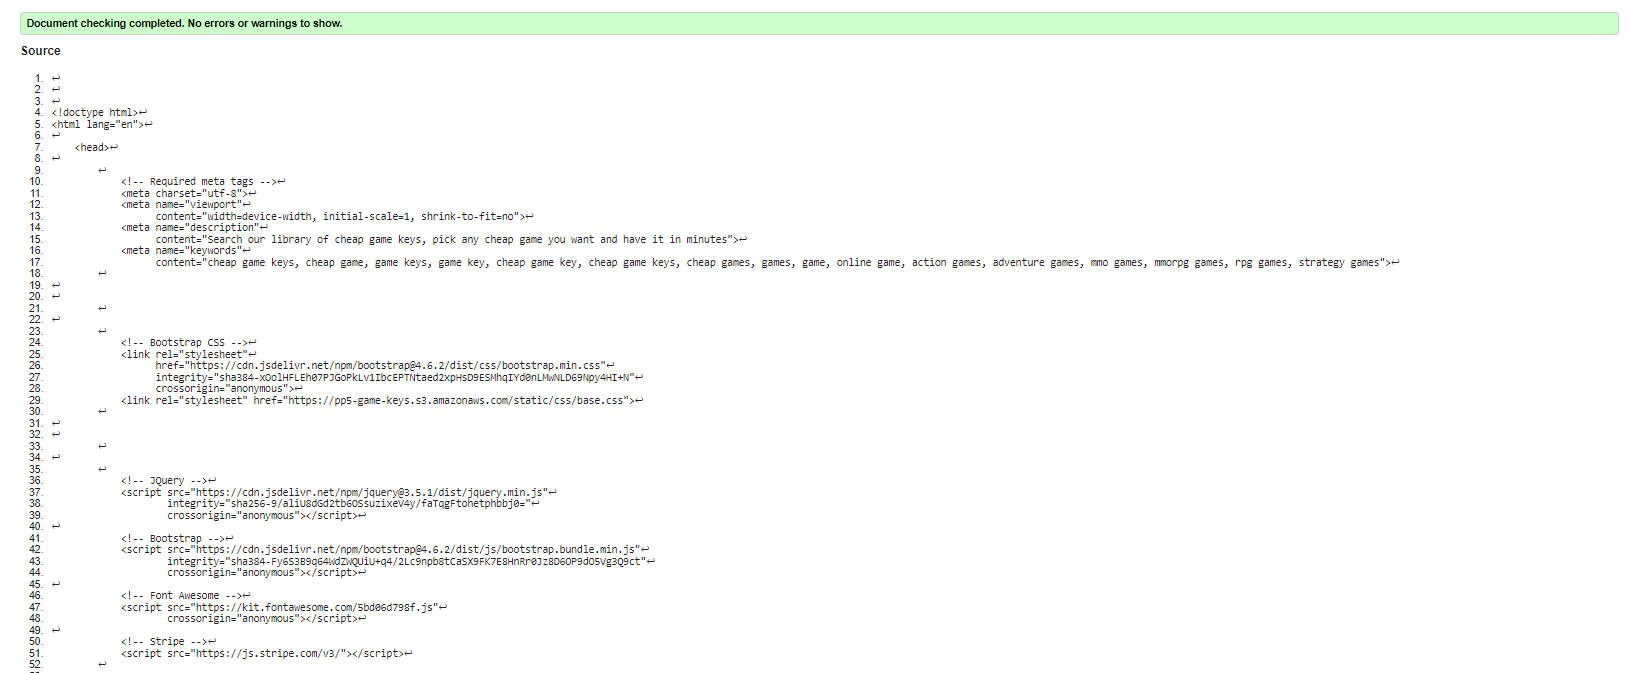 Document checking completed. No errors or warnings to show.
Source
1. ↩
2. ↩
3. ↩
4. <!doctype html>↩
5. <html lang="en">↩
6. ↩
7. <head>↩
8. ↩
9. ↩
10. <!-- Required meta tags -->↩
11. <meta charset="utf-8">↩
12. <meta name="viewport"↩
13. content="width=device-width, initial-scale=1, shrink-to-fit=no">↩
14. <meta name="description"↩
15. content="Search our library of cheap game keys, pick any cheap game you want and have it in minutes">↩
16. <meta name="keywords"↩
17. content="cheap game keys, cheap game, game keys, game key, cheap game key, cheap game keys, cheap games, games, game, online game, action games, adventure games, mmo games, mmorpg games, rpg games, strategy games">↩
18. ↩
19. ↩
20. ↩
21. ↩
22. ↩
23. ↩
24. <!-- Bootstrap CSS -->↩
25. <link rel="stylesheet"↩
26. href="https://cdn.jsdelivr.net/npm/bootstrap@4.6.2/dist/css/bootstrap.min.css"↩
27. integrity="sha384-xOolHFLEh07PJGoPkLv1IbcEPTNtaed2xpHsD9ESMhqIYd0nLMwNLD69Npy4HI+N"↩
28. crossorigin="anonymous">↩
29. <link rel="stylesheet" href="https://pp5-game-keys.s3.amazonaws.com/static/css/base.css">↩
30. ↩
31. ↩
32. ↩
33. ↩
34. ↩
35. ↩
36. <!-- JQuery -->↩
37. <script src="https://cdn.jsdelivr.net/npm/jquery@3.5.1/dist/jquery.min.js"↩
38. integrity="sha256-9/aliU8dGd2tb6OSsuzixeV4y/faTqgFtohetphbbj0="↩
39. crossorigin="anonymous"></script>↩
40. ↩
41. <!-- Bootstrap -->↩
42. <script src="https://cdn.jsdelivr.net/npm/bootstrap@4.6.2/dist/js/bootstrap.bundle.min.js"↩
43. integrity="sha384-Fy6S3B9q64WdZWQUiU+q4/2Lc9npb8tCaSX9FK7E8HnRr0Jz8D6OP9dO5Vg3Q9ct"↩
44. crossorigin="anonymous"></script>↩
45. ↩
46. <!-- Font Awesome -->↩
47. <script src="https://kit.fontawesome.com/5bd06d798f.js"↩
48. crossorigin="anonymous"></script>↩
49. ↩
50. <!-- Stripe -->↩
51. <script src="https://js.stripe.com/v3/"></script>↩
52. ↩